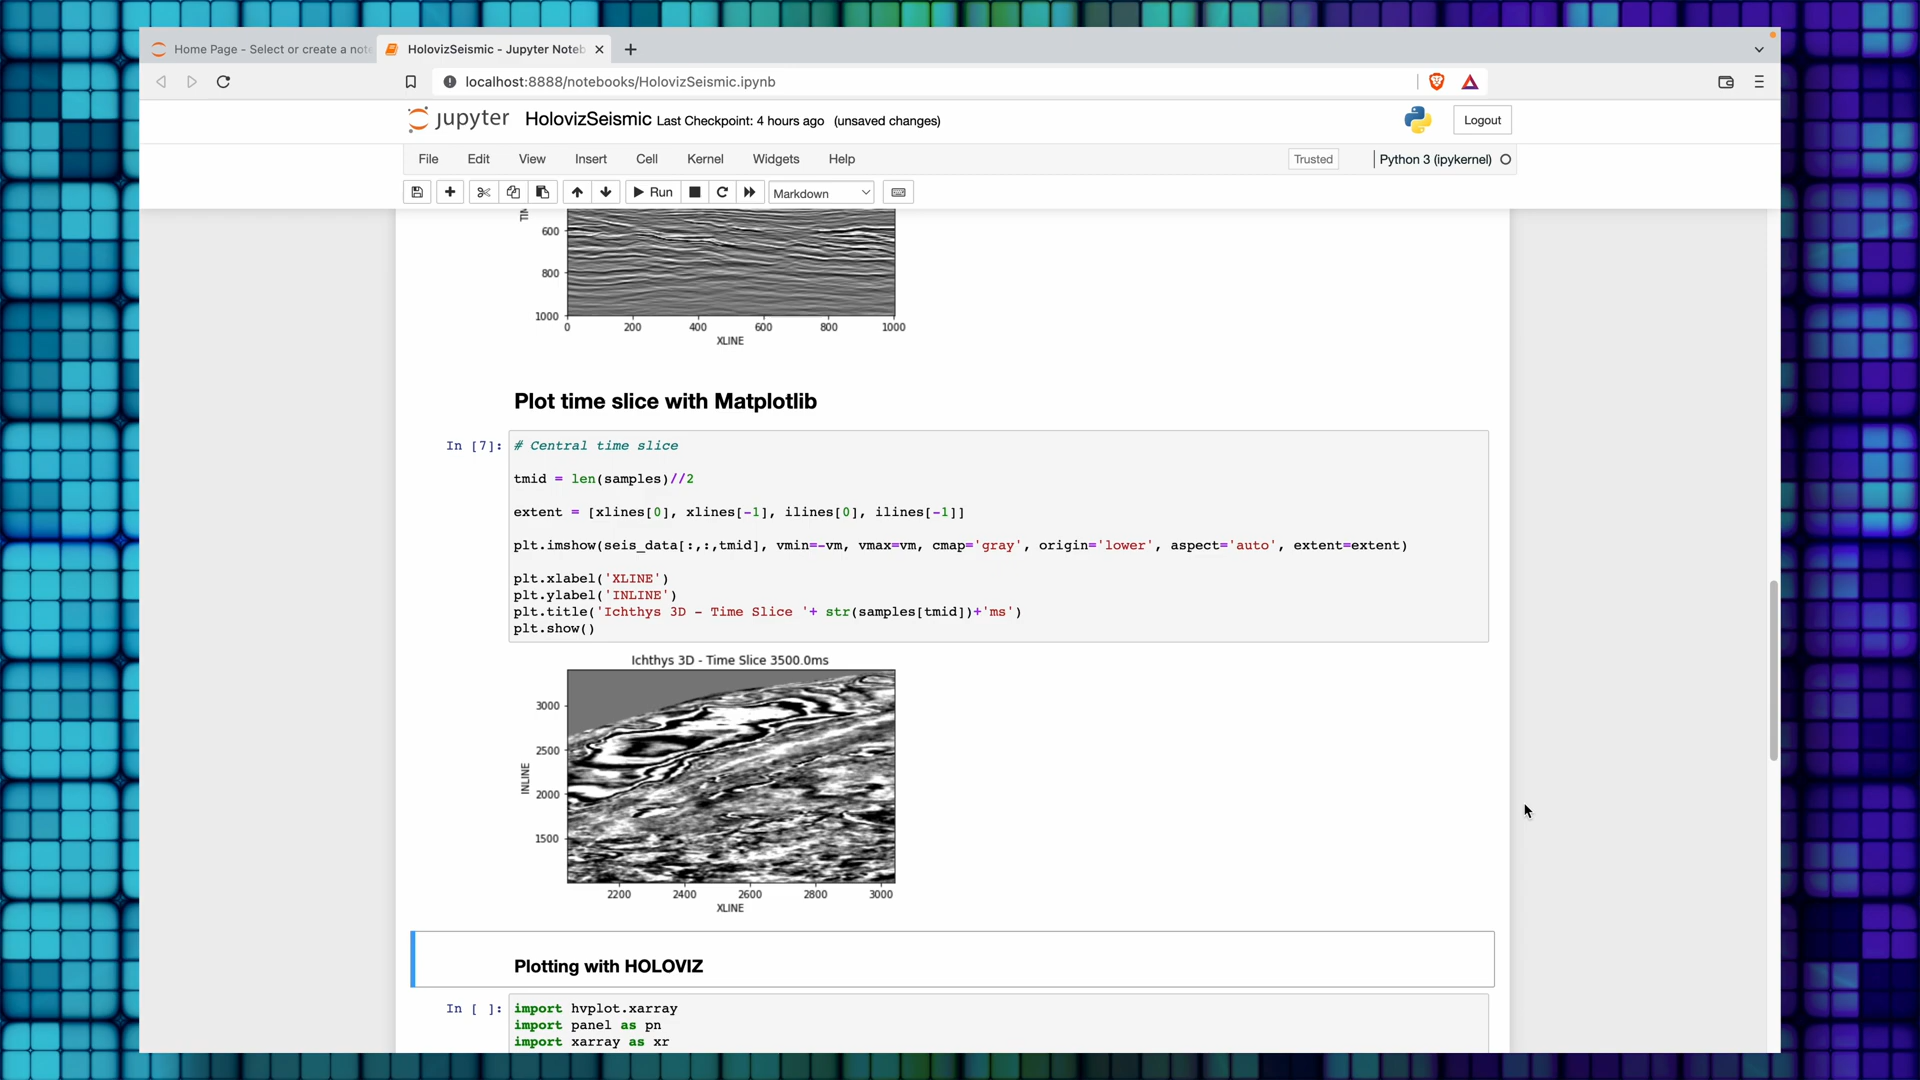 Home Page - Select or create a note
HolovizSeismic - Jupyter Noteb
localhost:8888/notebooks/HolovizSeismic.ipynb
jupyter HolovizSeismic Last Checkpoint: 4 hours ago (unsaved changes)
Logout
File Edit View Insert Cell Kernel Widgets Help
Trusted
Python 3 (ipykernel)
Run
Markdown
600
800
1000
0 200 400 600 800 1000
XLINE
Plot time slice with Matplotlib
In [7]:
# Central time slice
tmid = len(samples)//2
extent = [xlines[0], xlines[-1], ilines[0], ilines[-1]]
plt.imshow(seis_data[:,:,tmid], vmin=-vm, vmax=vm, cmap='gray', origin='lower', aspect='auto', extent=extent)
plt.xlabel('XLINE')
plt.ylabel('INLINE')
plt.title('Ichthys 3D - Time Slice '+ str(samples[tmid])+'ms')
plt.show()
Ichthys 3D - Time Slice 3500.0ms
3000
2500
2000
1500
INLINE
2200 2400 2600 2800 3000
XLINE
Plotting with HOLOVIZ
In [ ]:
import hvplot.xarray
import panel as pn
import xarray as xr